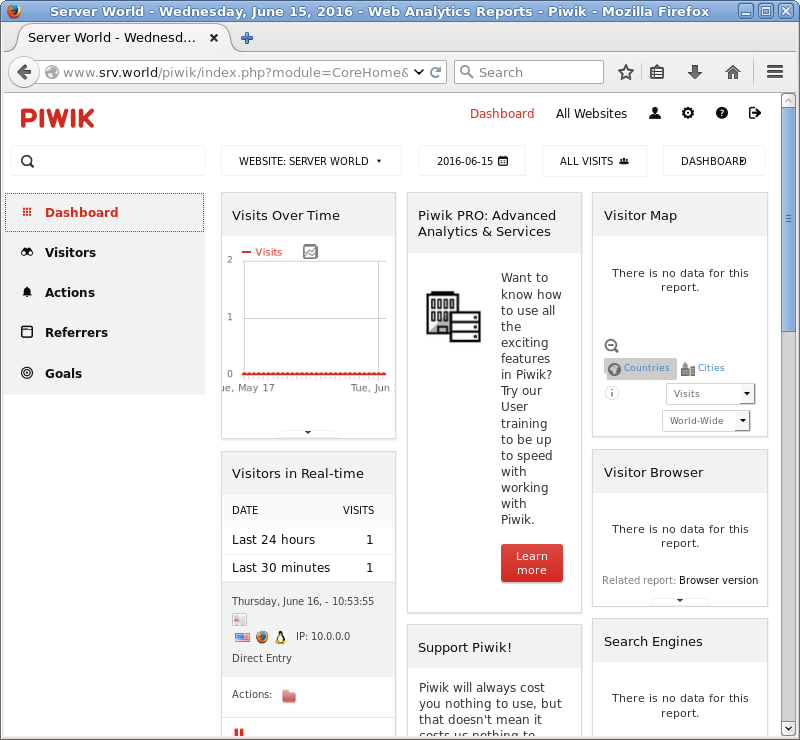 Server World - Wednesday, June 15, 2016 - Web Analytics Reports - Piwik - Mozilla Firefox
Server World - Wednesd...
www.srv.world/piwik/index.php?module=CoreHome&
Search
PIWIK
Dashboard
All Websites
WEBSITE: SERVER WORLD
2016-06-15
ALL VISITS
DASHBOARD
Dashboard
Visitors
Actions
Referrers
Goals
Visits Over Time
Visits
2
1
0
ue, May 17
Tue, Jun
Visitors in Real-time
DATE VISITS
Last 24 hours 1
Last 30 minutes 1
Thursday, June 16, - 10:53:55
IP: 10.0.0.0
Direct Entry
Actions:
Piwik PRO: Advanced
Analytics & Services
Want to
know how
to use all
the
exciting
features
in Piwik?
Try our
User
training
to be up
to speed
with
working
with
Piwik.
Learn
more
Support Piwik!
Piwik will always cost
you nothing to use, but
that doesn't mean it
costs us nothing to
Visitor Map
There is no data for this
report.
Countries
Cities
Visits
World-Wide
Visitor Browser
There is no data for this
report.
Related report: Browser version
Search Engines
There is no data for this
report.